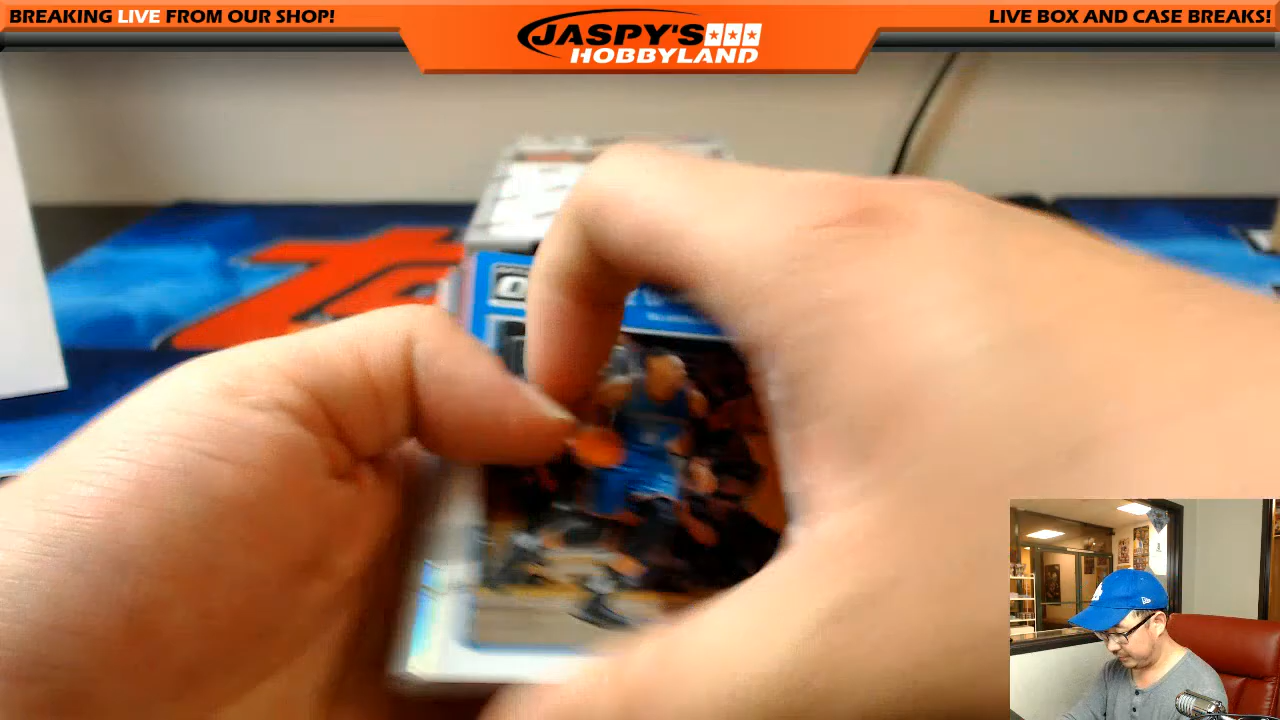 BREAKING LIVE FROM OUR SHOP!
JASPY'S
HOBBYLAND
LIVE BOX AND CASE BREAKS!